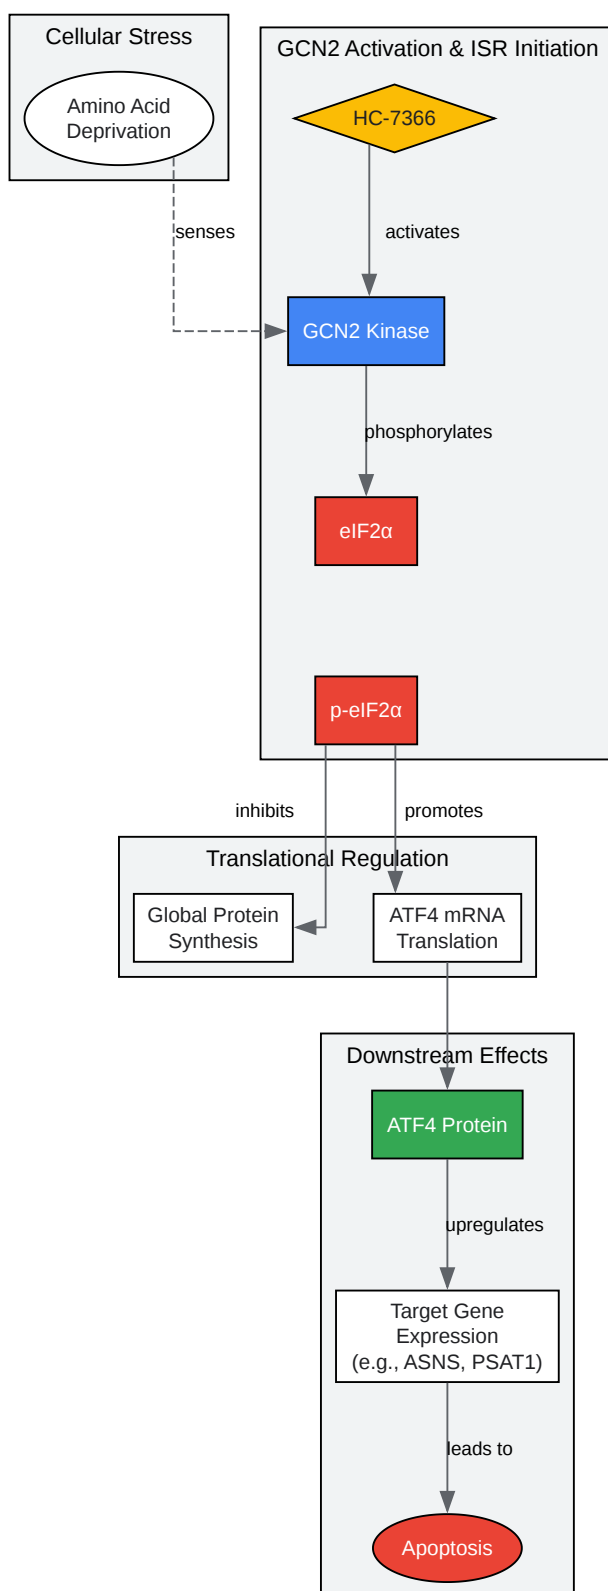 Cellular Stress
Amino Acid
Deprivation
senses
GCN2 Activation & ISR Initiation
HC-7366
activates
GCN2 Kinase
phosphorylates
eIF2α
p-eIF2α
inhibits
promotes
Translational Regulation
Global Protein
Synthesis
ATF4 mRNA
Translation
Downstream Effects
ATF4 Protein
upregulates
Target Gene
Expression
(e.g., ASNS, PSAT1)
leads to
Apoptosis